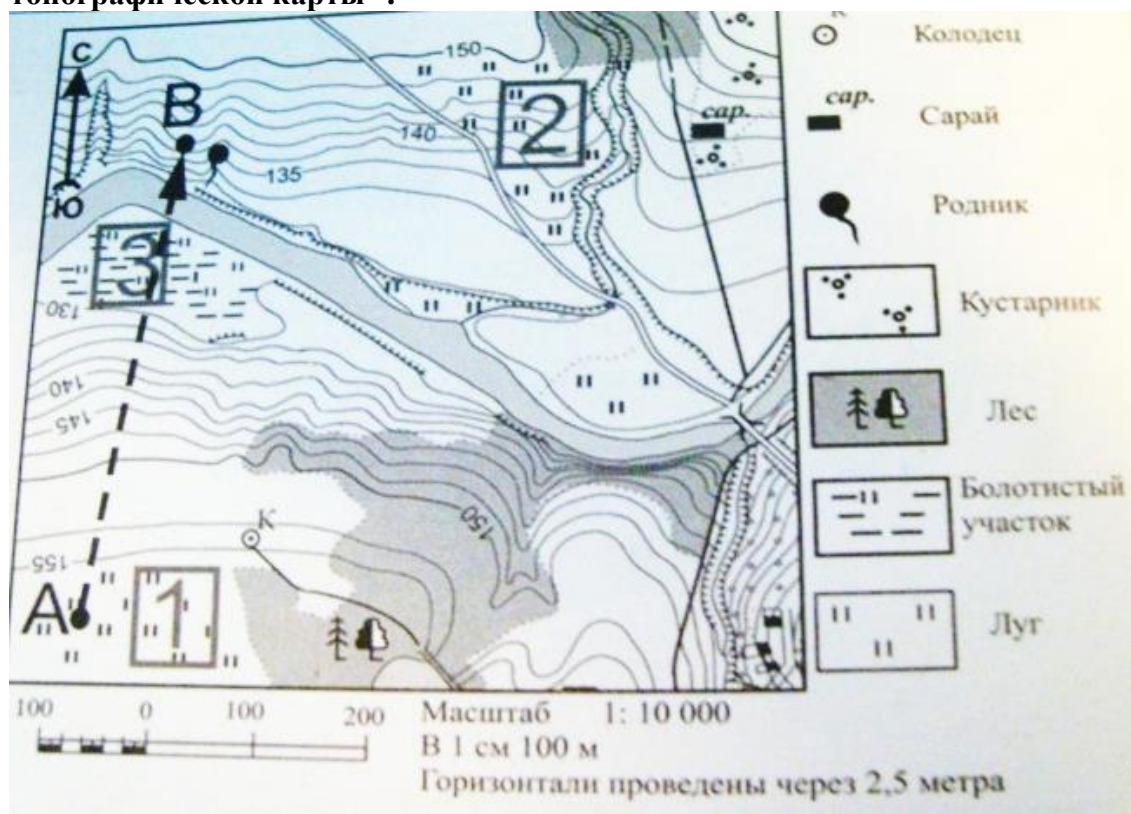 топографической карты" .
С
Ю
В
А
1
2
3
К
сар.
150
140
135
130
140
145
150
155
К
Колодец
сар.
Сарай
Родник
Кустарник
Лес
Болотистый
участок
Луг
100 0 100 200
Масштаб 1: 10 000
В 1 см 100 м
Горизонтали проведены через 2,5 метра